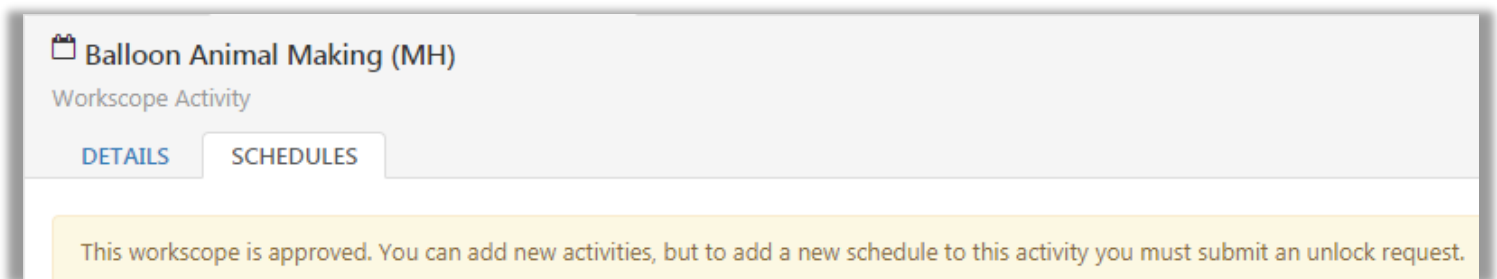 Balloon Animal Making (MH)
Workscope Activity
DETAILS SCHEDULES
This workscope is approved. You can add new activities, but to add a new schedule to this activity you must submit an unlock request.